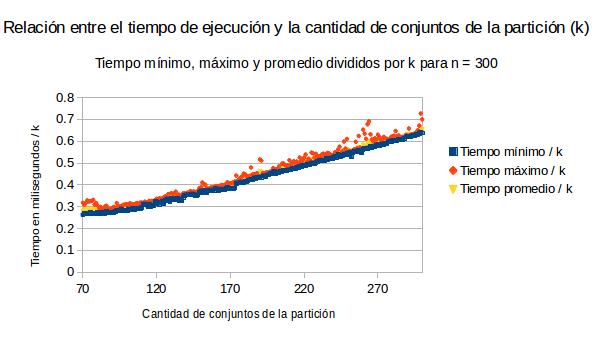 Relación entre el tiempo de ejecución y la cantidad de conjuntos de la partición (k)
Tiempo mínimo, máximo y promedio divididos por k para n = 300
Tiempo en milisegundos / k
0.8
0.7
0.6
0.5
0.4
0.3
0.2
0.1
0
70 120 170 220 270
Cantidad de conjuntos de la partición
Tiempo mínimo / k
Tiempo máximo / k
Tiempo promedio / k